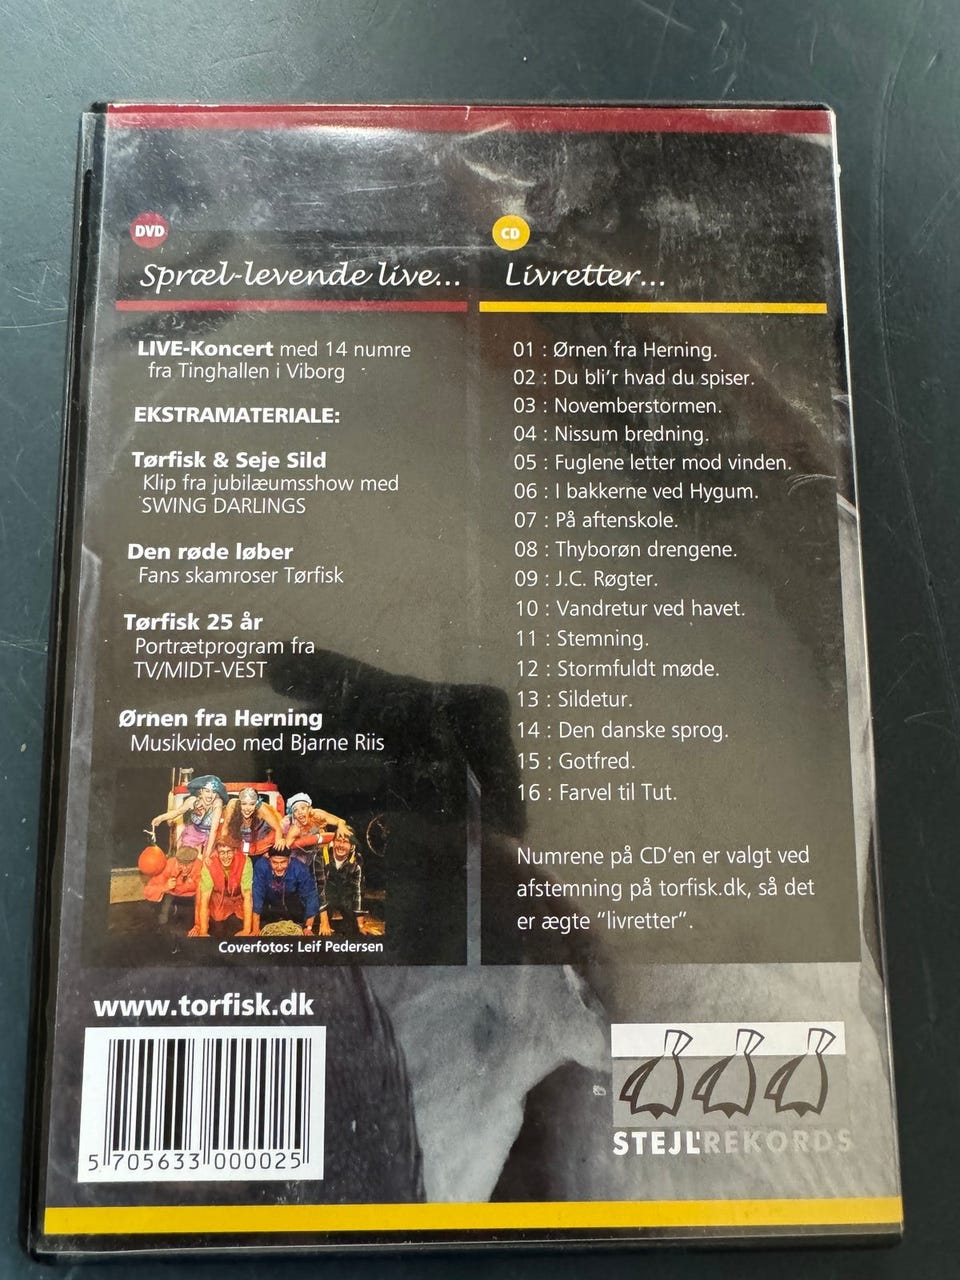 DVD
Spræl-levende live...
LIVE-Koncert med 14 numre
fra Tinghallen i Viborg
EKSTRAMATERIALE:
Tørfisk & Seje Sild
Klip fra jubilæumsshow med
SWING DARLINGS
Den røde løber
Fans skamroser Tørfisk
Tørfisk 25 år
Portrætprogram fra
TV/MIDT-VEST
Ørnen fra Herning
Musikvideo med Bjarne Riis
Coverfotos: Leif Pedersen
CD
Livretter...
01 : Ørnen fra Herning.
02 : Du bli'r hvad du spiser.
03 : Novemberstormen.
04 : Nissum bredning.
05 : Fuglene letter mod vinden.
06 : I bakkerne ved Hygum.
07 : På aftenskole.
08 : Thyborøn drengene.
09 : J.C. Røgter.
10 : Vandretur ved havet.
11 : Stemning.
12 : Stormfuldt møde.
13 : Sildetur.
14 : Den danske sprog.
15 : Gotfred.
16 : Farvel til Tut.
Numrene på CD'en er valgt ved
afstemning på torfisk.dk, så det
er ægte "livretter".
www.torfisk.dk
5 705633 000025
STEJL'REKORDS